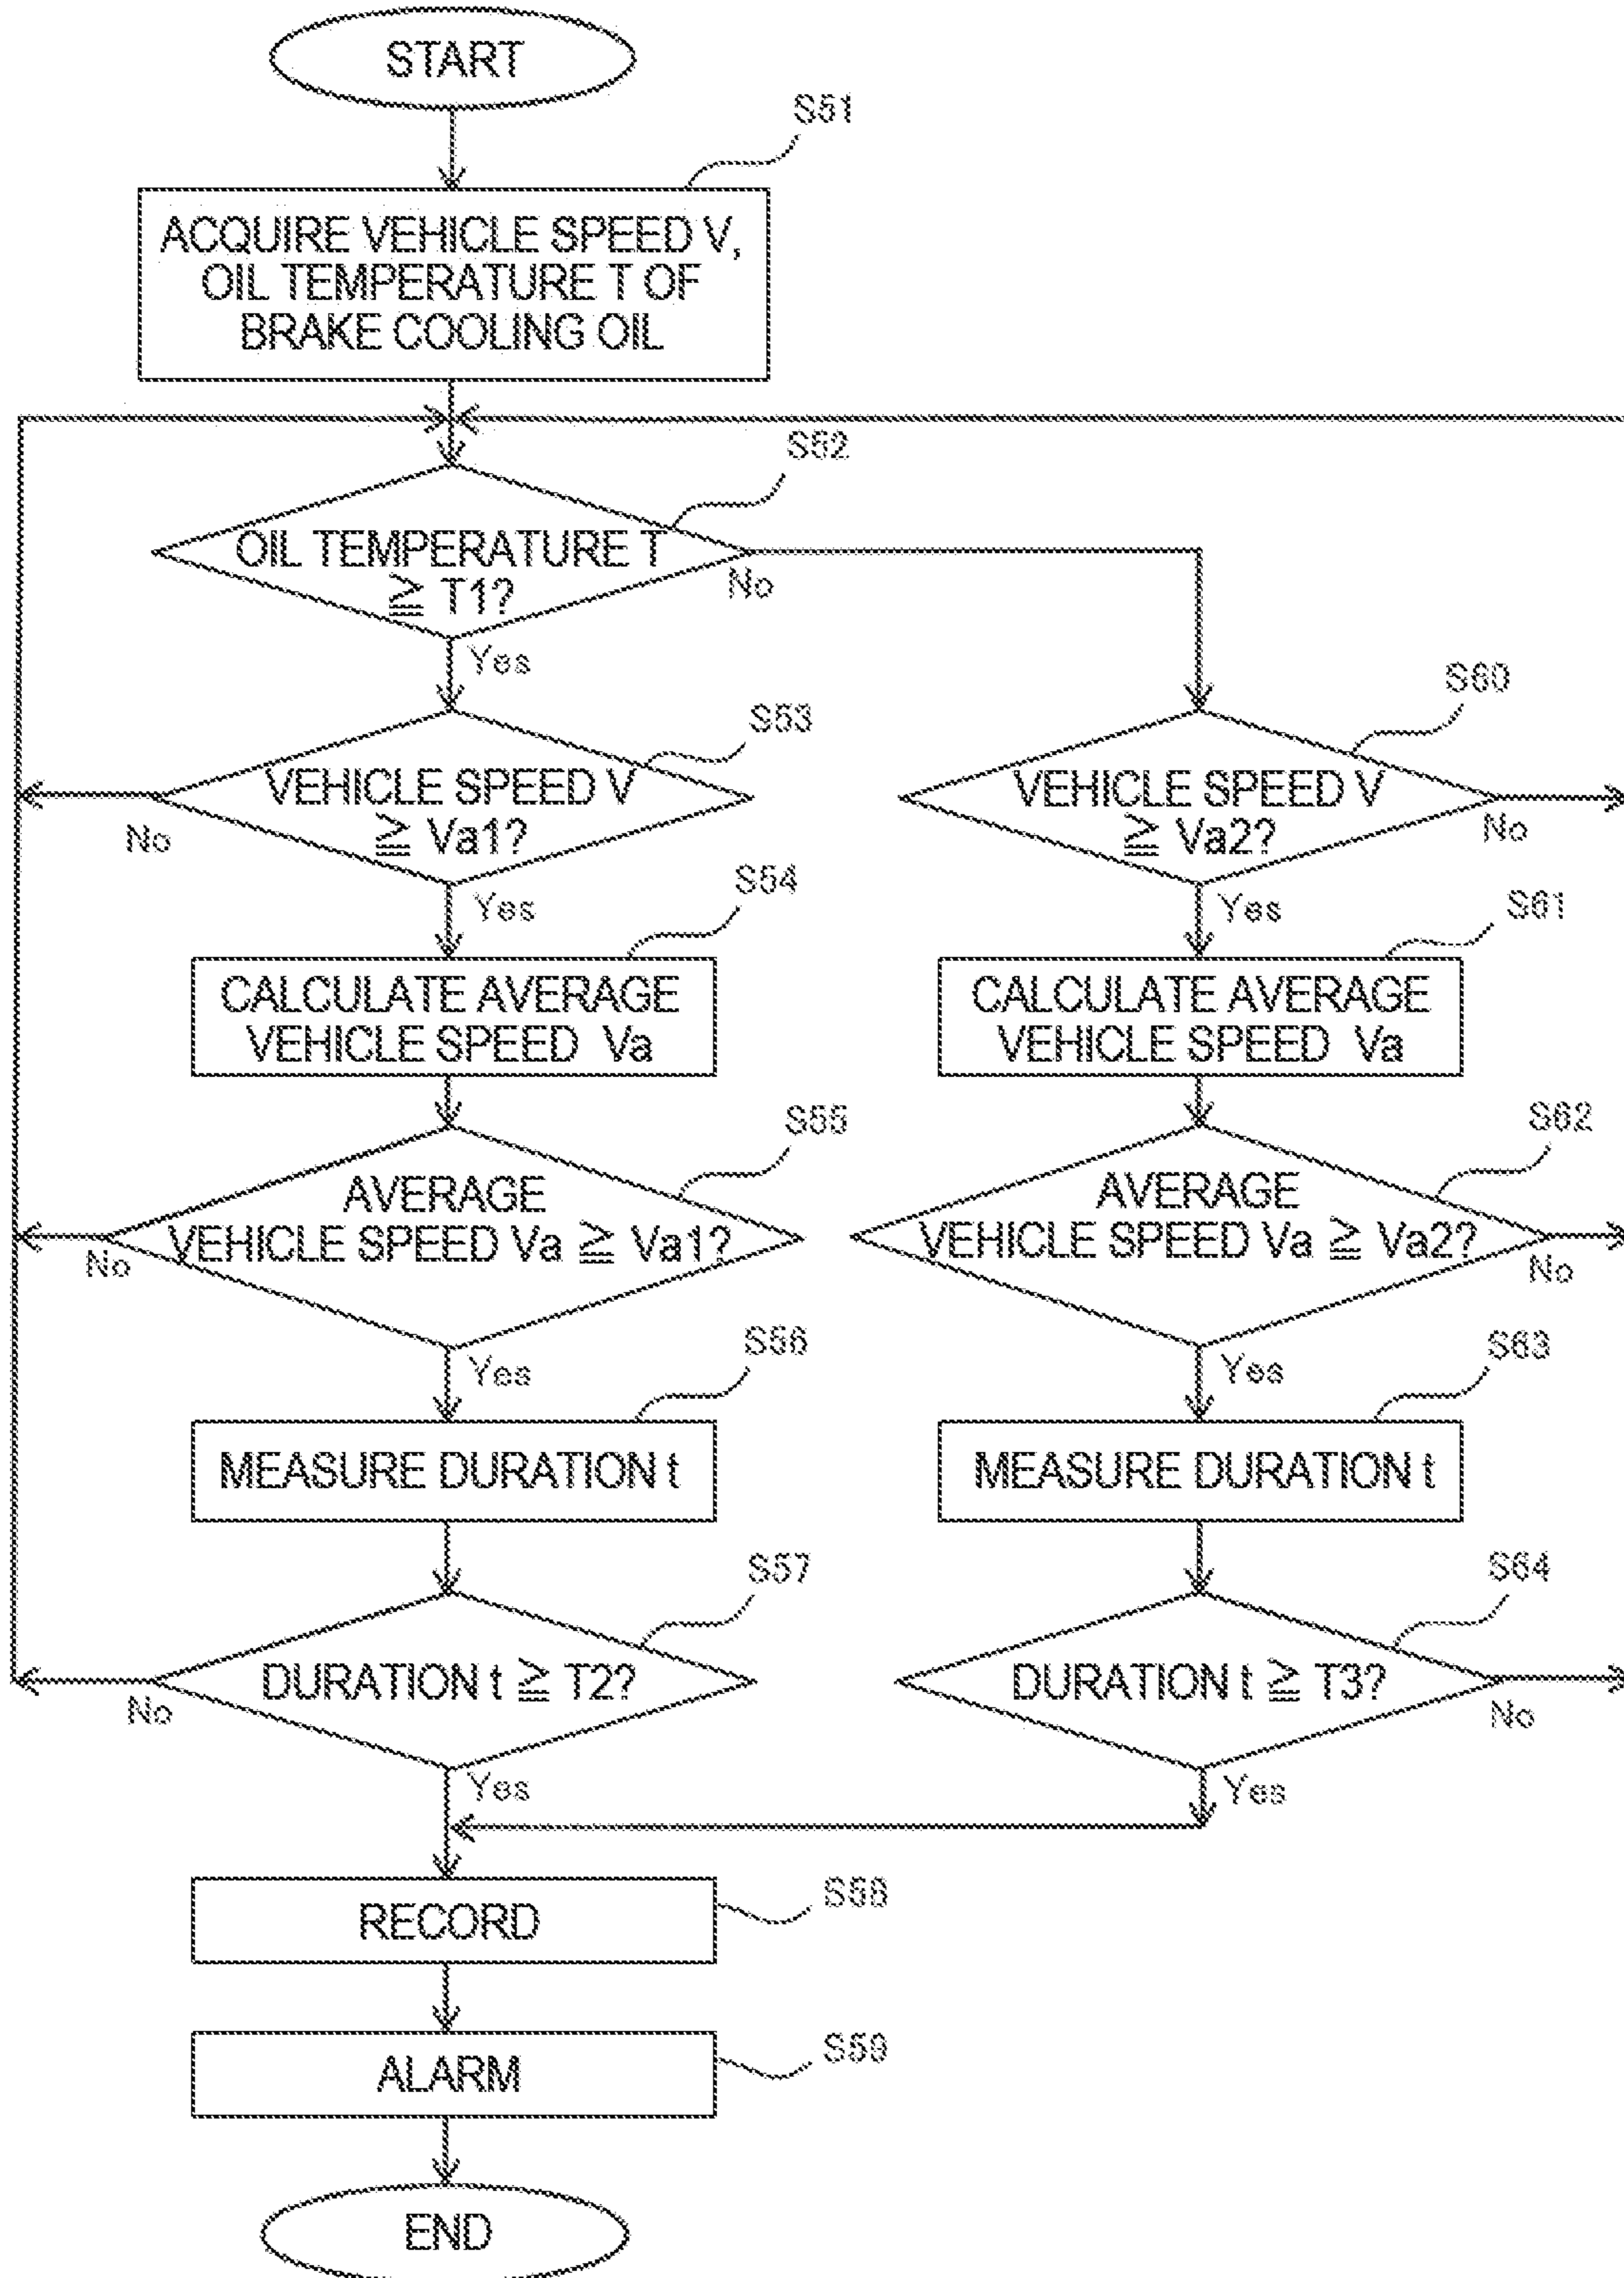 START
S51
ACQUIRE VEHICLE SPEED V,
OIL TEMPERATURE T OF
BRAKE COOLING OIL
S52
OIL TEMPERATURE T
≧ T1?
No
Yes
S53
VEHICLE SPEED V
≧ Va1?
No
Yes
S60
VEHICLE SPEED V
≧ Va2?
No
Yes
S54
CALCULATE AVERAGE
VEHICLE SPEED Va
S61
CALCULATE AVERAGE
VEHICLE SPEED Va
S55
AVERAGE
VEHICLE SPEED Va ≧ Va1?
No
Yes
S62
AVERAGE
VEHICLE SPEED Va ≧ Va2?
No
Yes
S56
MEASURE DURATION t
S63
MEASURE DURATION t
S57
DURATION t ≧ T2?
No
Yes
S64
DURATION t ≧ T3?
No
Yes
S58
RECORD
S59
ALARM
END